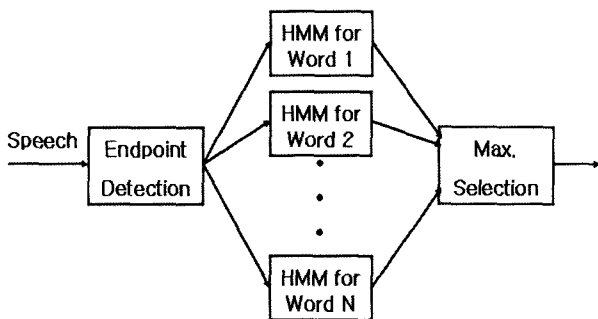 HMM for
Word 1
HMM for
Word 2
Speech
Endpoint
Detection
Max.
Selection
HMM for
Word N